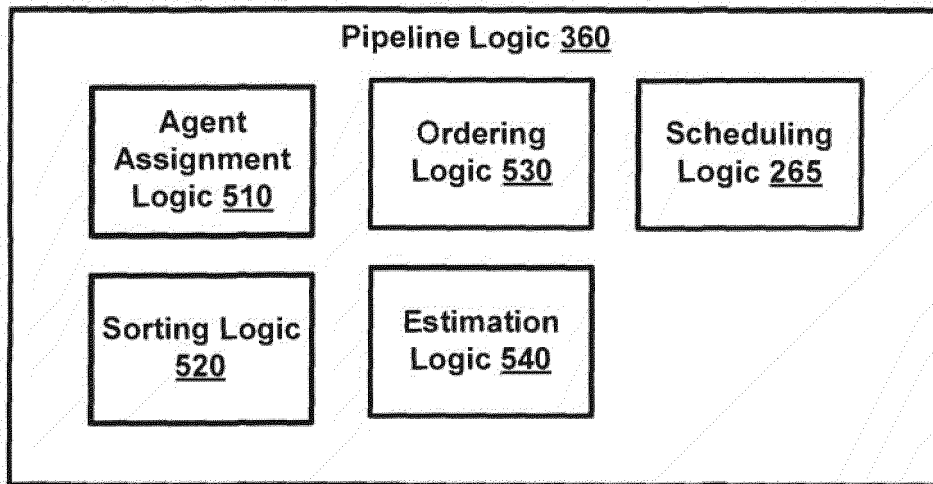 Pipeline Logic 360
Agent
Assignment
Logic 510
Ordering
Logic 530
Scheduling
Logic 265
Sorting Logic
520
Estimation
Logic 540